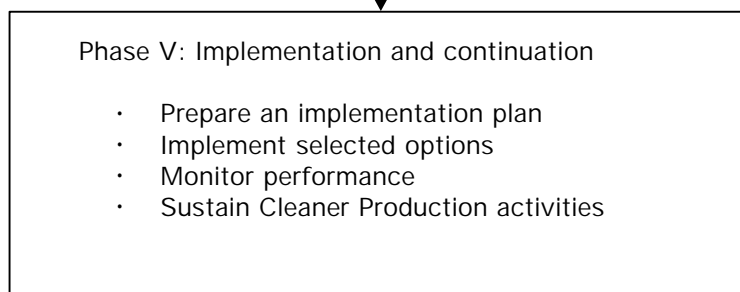 Phase V: Implementation and continuation
· Prepare an implementation plan
· Implement selected options
· Monitor performance
· Sustain Cleaner Production activities